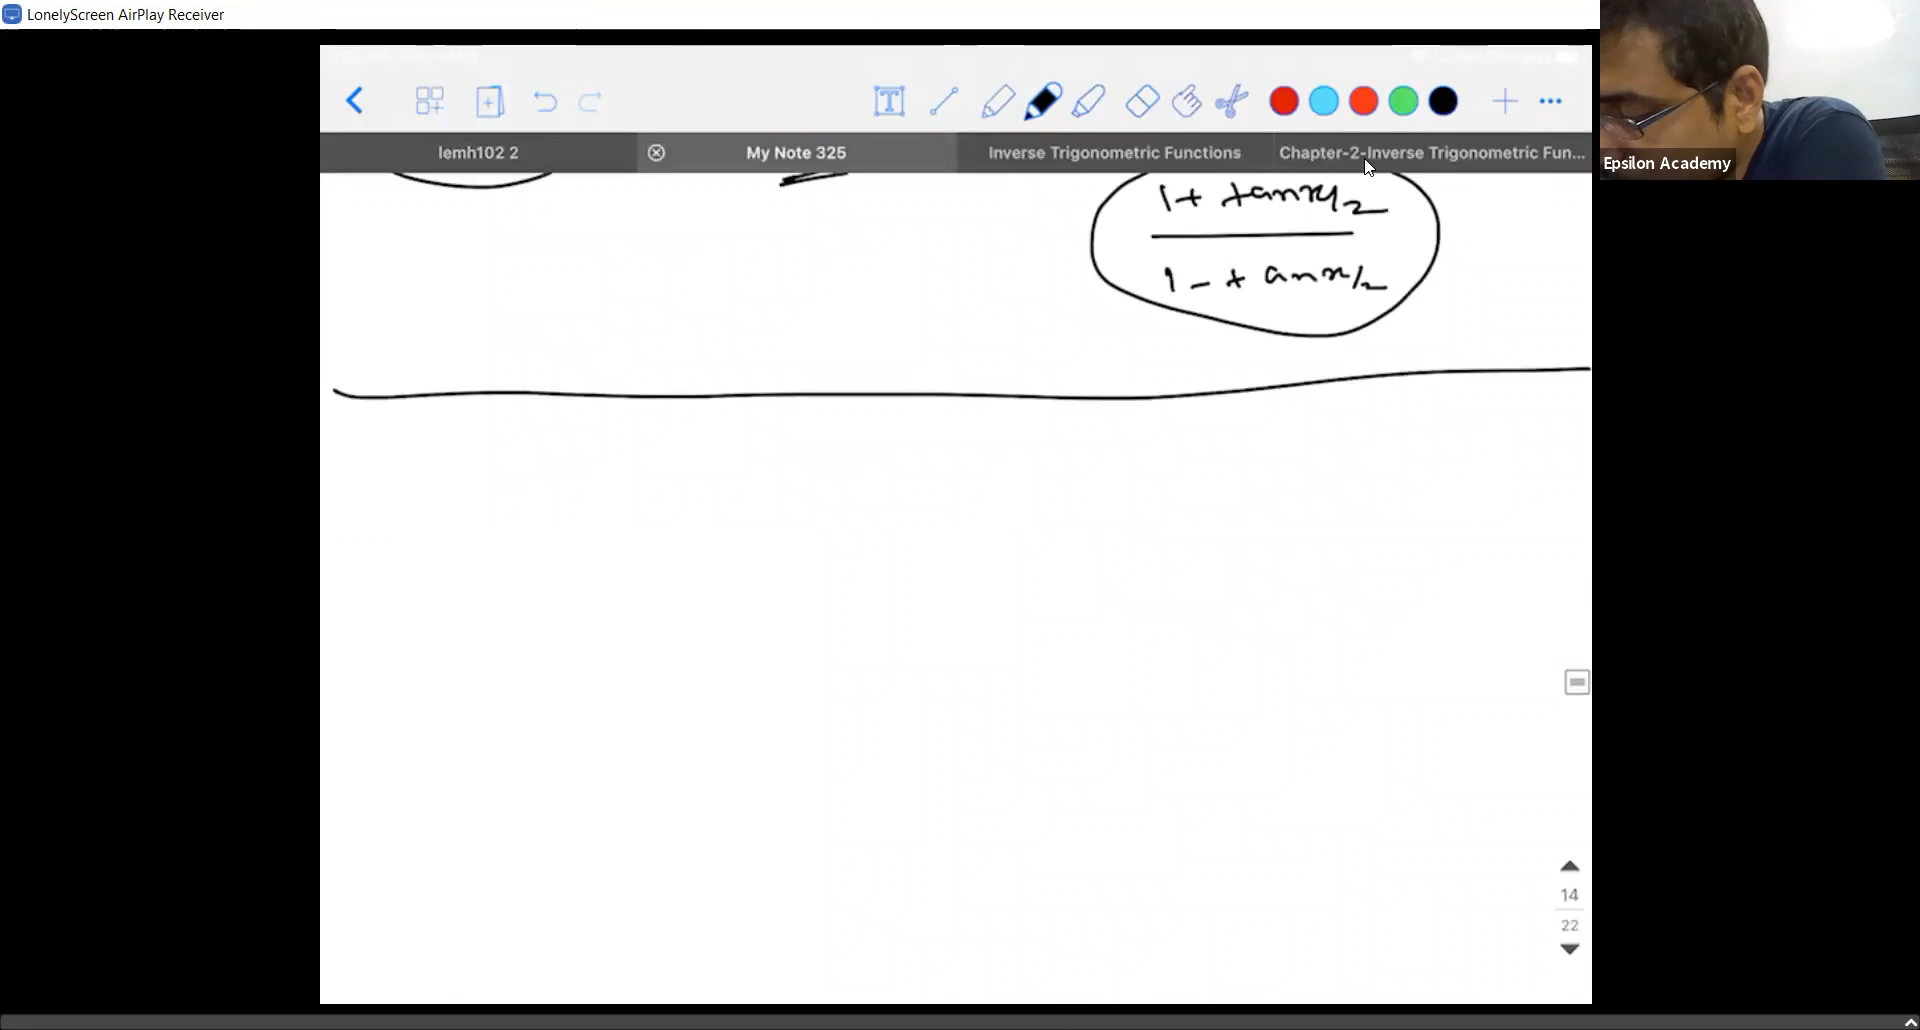 LonelyScreen AirPlay Receiver
T
lemh102 2
My Note 325
Inverse Trigonometric Functions
Chapter-2-Inverse Trigonometric Fun...
Epsilon Academy
1 + tanx/2
1 - tanx/2
14
22